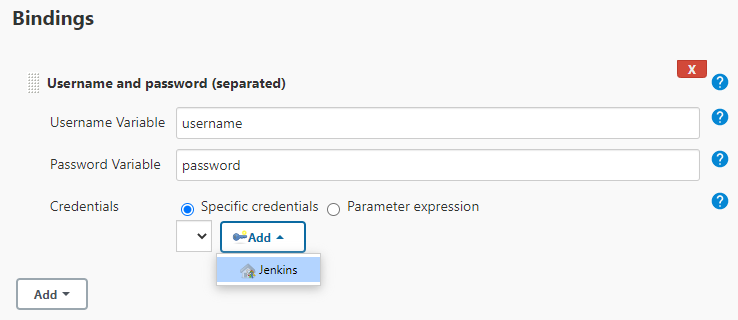 Bindings
X
Username and password (separated)
?
Username Variable username
?
Password Variable password
?
Credentials Specific credentials Parameter expression
?
Add
Jenkins
Add